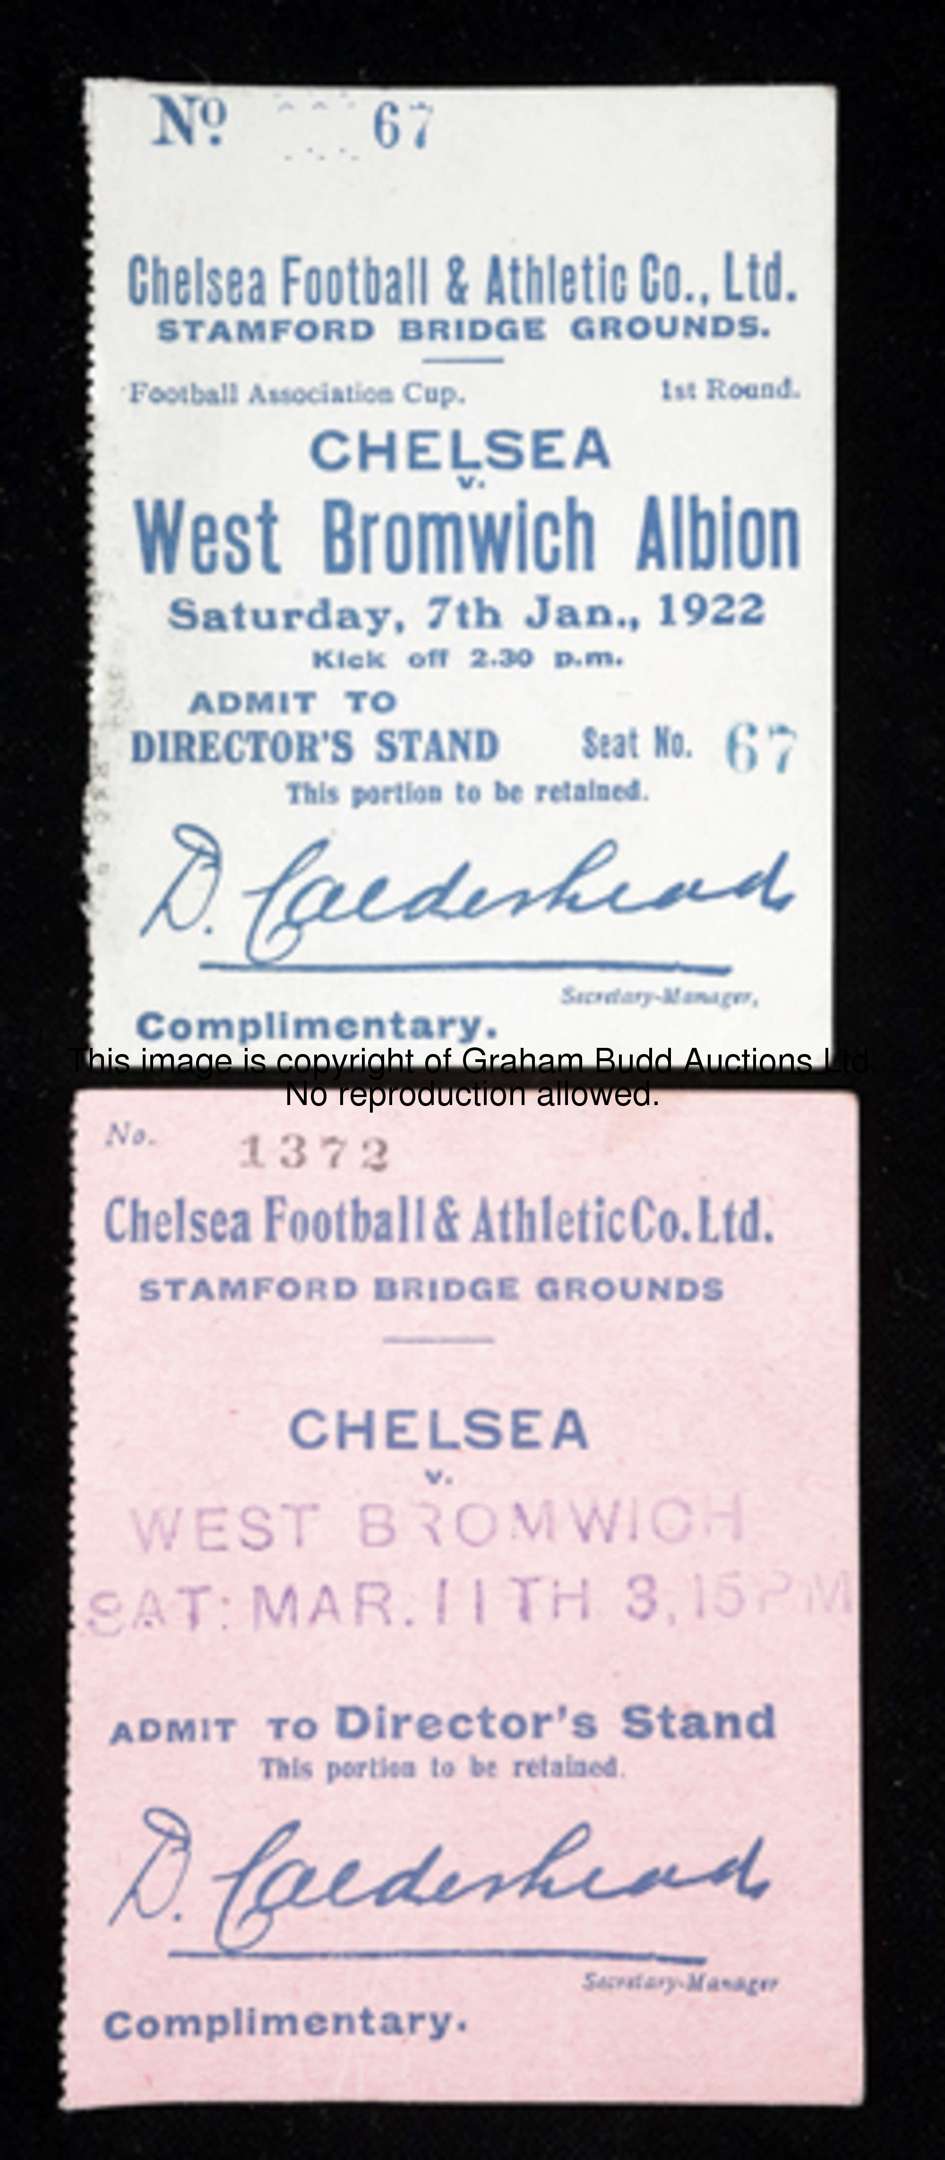 Nº 67
Chelsea Football & Athletic Co., Ltd.
STAMFORD BRIDGE GROUNDS.
Football Association Cup. 1st Round.
CHELSEA
v.
West Bromwich Albion
Saturday, 7th Jan., 1922
Kick off 2.30 p.m.
ADMIT TO
DIRECTOR'S STAND Seat No. 67
This portion to be retained.
D. Calderhead
Secretary-Manager,
Complimentary.
This image is copyright of Graham Budd Auctions Ltd
No reproduction allowed.
No. 1372
Chelsea Football & Athletic Co. Ltd.
STAMFORD BRIDGE GROUNDS
CHELSEA
v.
WEST BROMWICH
SAT: MAR. 11TH 3,15PM
ADMIT TO Director's Stand
This portion to be retained.
D. Calderhead
Secretary-Manager
Complimentary.